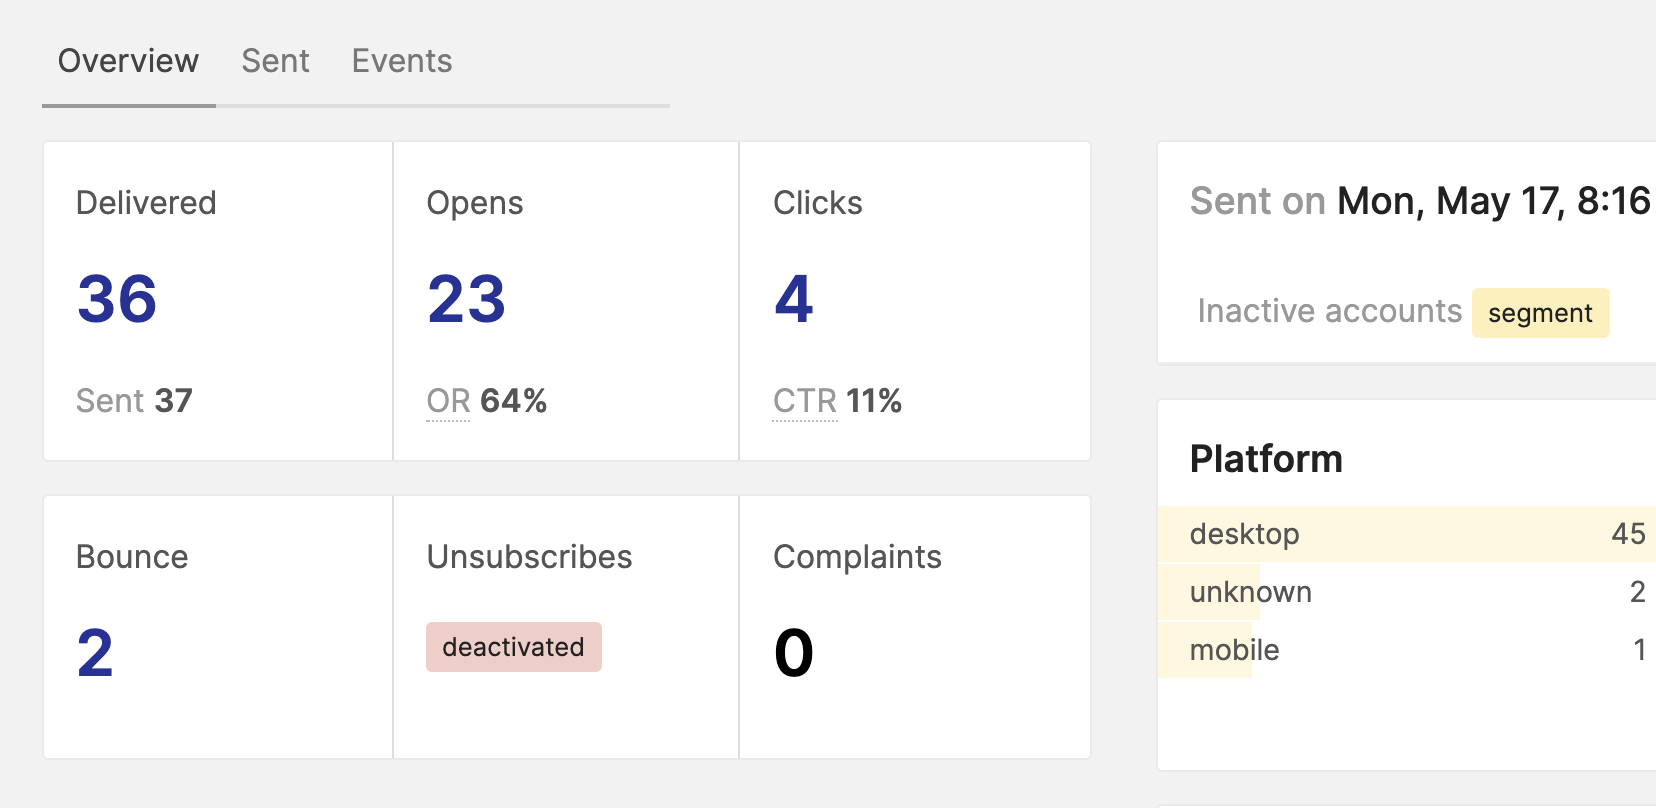 Overview Sent Events
Delivered
36
Sent 37
Opens
23
OR 64%
Clicks
4
CTR 11%
Bounce
2
Unsubscribes
deactivated
Complaints
0
Sent on Mon, May 17, 8:16
Inactive accounts segment
Platform
desktop 45
unknown 2
mobile 1